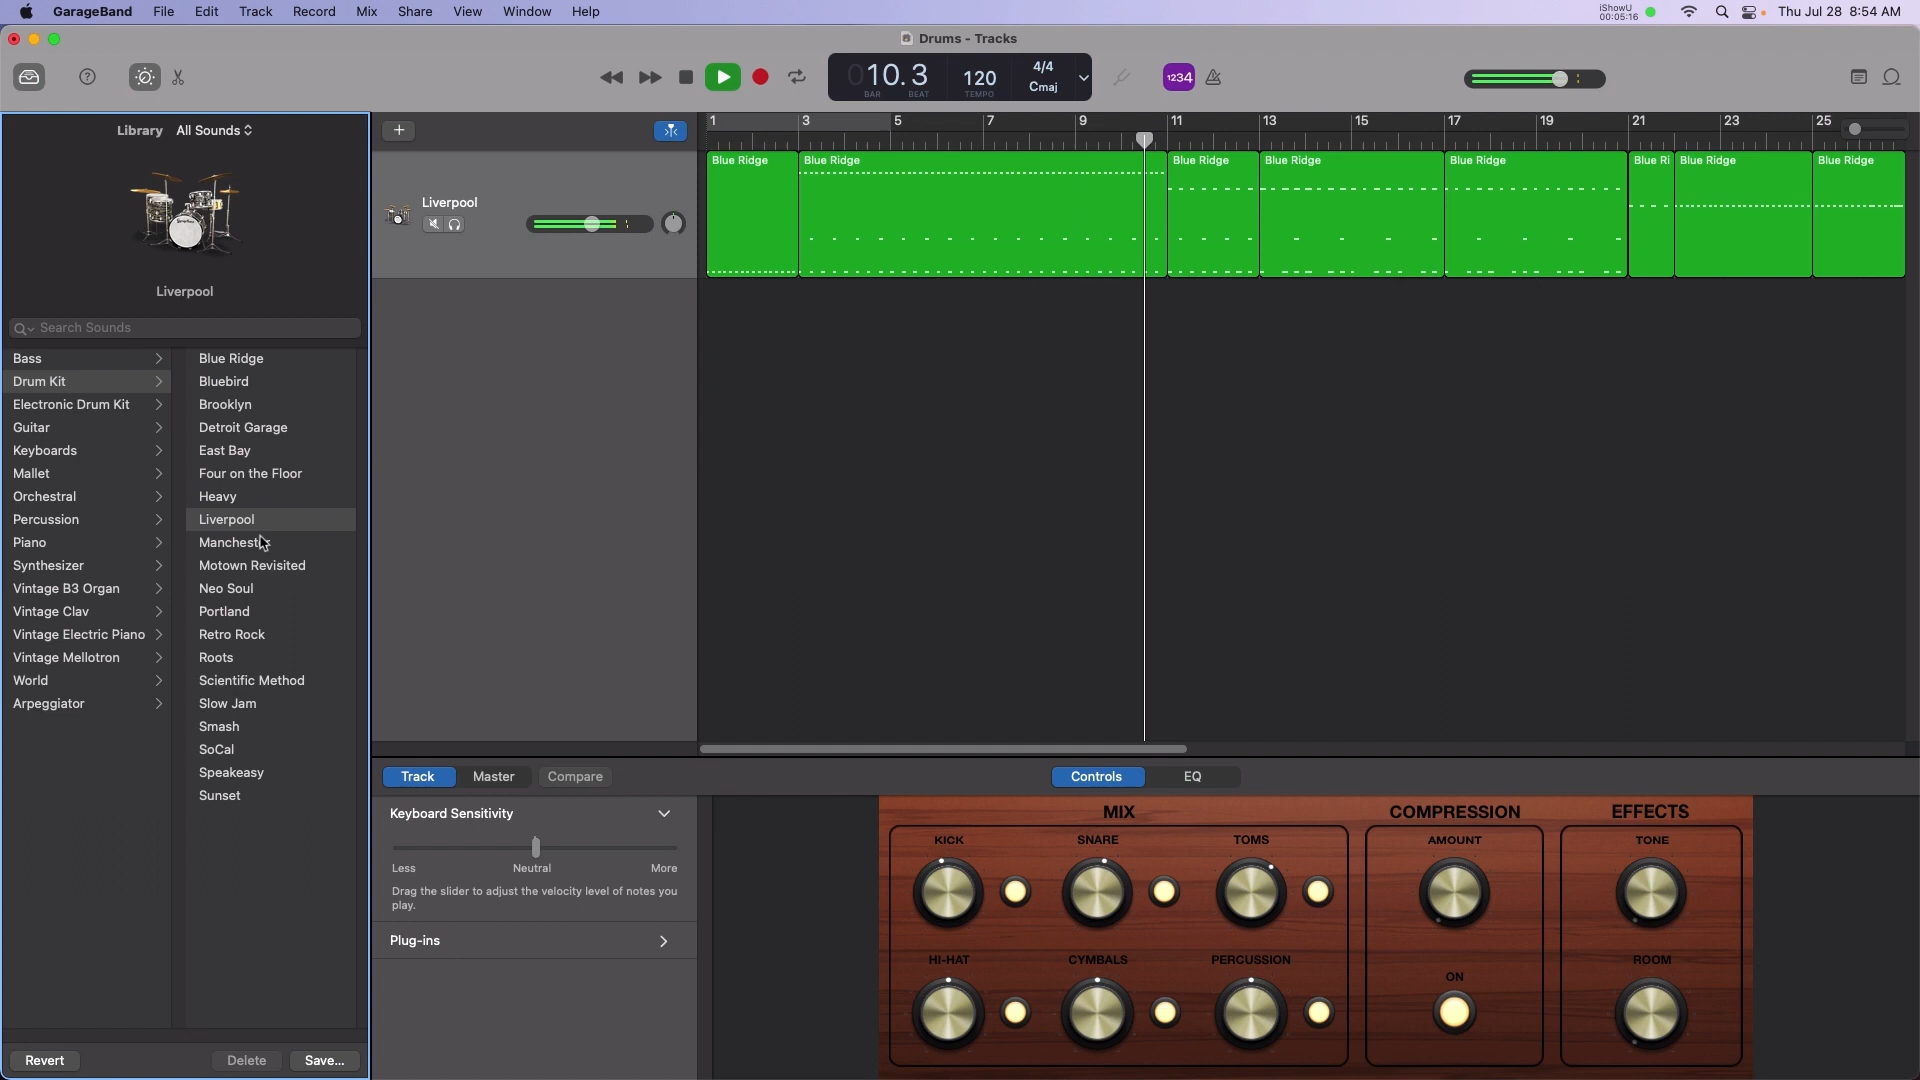 GarageBand File Edit Track Record Mix Share View Window Help iShowU 00:05:16 Thu Jul 28 8:54 AM
Drums - Tracks
010.3 BAR BEAT 120 TEMPO 4/4 Cmaj 1234
Library All Sounds
1 3 5 7 9 11 13 15 17 19 21 23 25
Blue Ridge Blue Ridge Blue Ridge Blue Ridge Blue Ridge Blue Ri Blue Ridge Blue Ridge
Liverpool
Liverpool
Search Sounds
Bass Blue Ridge
Drum Kit Bluebird
Electronic Drum Kit Brooklyn
Guitar Detroit Garage
Keyboards East Bay
Mallet Four on the Floor
Orchestral Heavy
Percussion Liverpool
Piano Manchester
Synthesizer Motown Revisited
Vintage B3 Organ Neo Soul
Vintage Clav Portland
Vintage Electric Piano Retro Rock
Vintage Mellotron Roots
World Scientific Method
Arpeggiator Slow Jam
Smash
SoCal
Speakeasy
Sunset
Track Master Compare Controls EQ
Keyboard Sensitivity
Less Neutral More
Drag the slider to adjust the velocity level of notes you
play.
Plug-ins
MIX COMPRESSION EFFECTS
KICK SNARE TOMS AMOUNT TONE
HI-HAT CYMBALS PERCUSSION ON ROOM
Revert Delete Save...